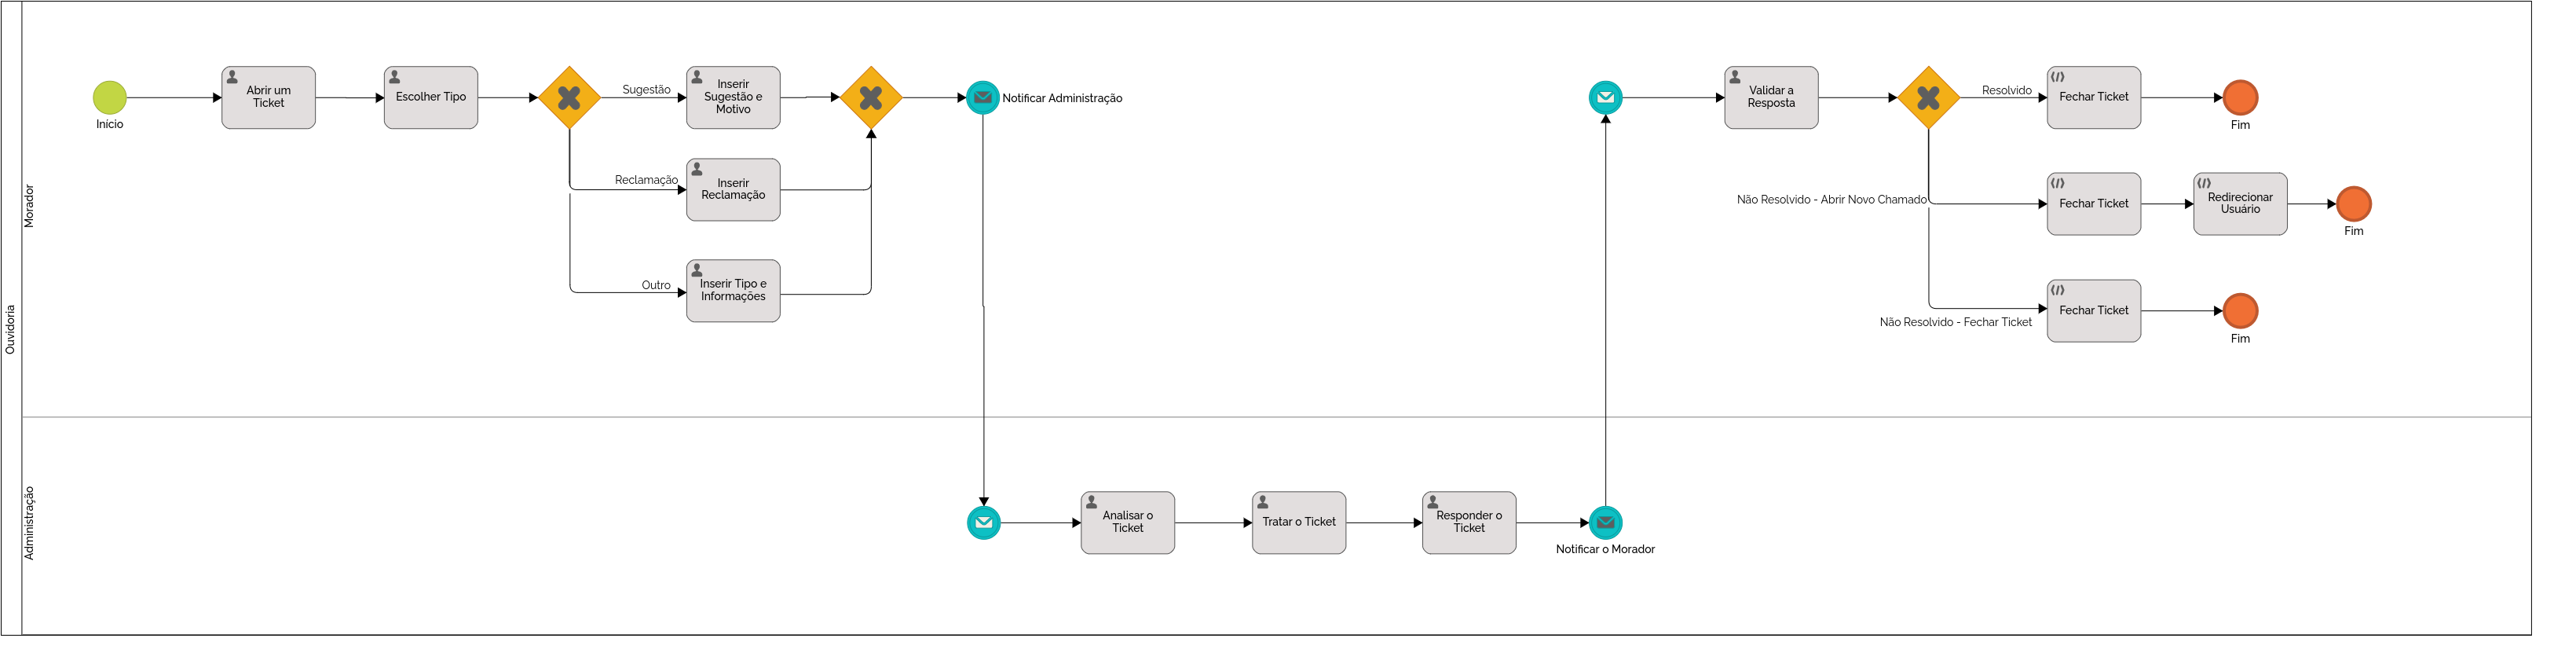 Ouvidoria
Morador
Início
Abrir um
Ticket
Escolher Tipo
Sugestão
Inserir
Sugestão e
Motivo
Reclamação
Inserir
Reclamação
Outro
Inserir Tipo e
Informações
Notificar Administração
Validar a
Resposta
Resolvido
Fechar Ticket
Fim
Não Resolvido - Abrir Novo Chamado
Fechar Ticket
Redirecionar
Usuário
Fim
Não Resolvido - Fechar Ticket
Fechar Ticket
Fim
Administração
Analisar o
Ticket
Tratar o Ticket
Responder o
Ticket
Notificar o Morador